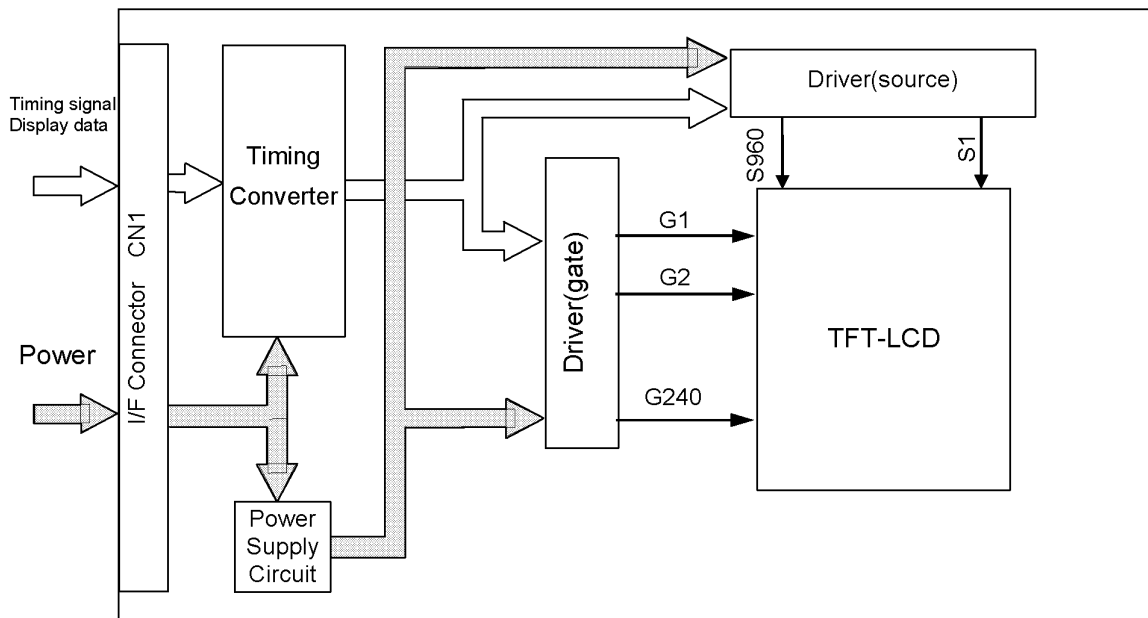 Timing signal
Display data
Power
I/F Connector CN1
Timing
Converter
Power
Supply
Circuit
Driver(source)
S960
S1
Driver(gate)
G1
G2
G240
TFT-LCD